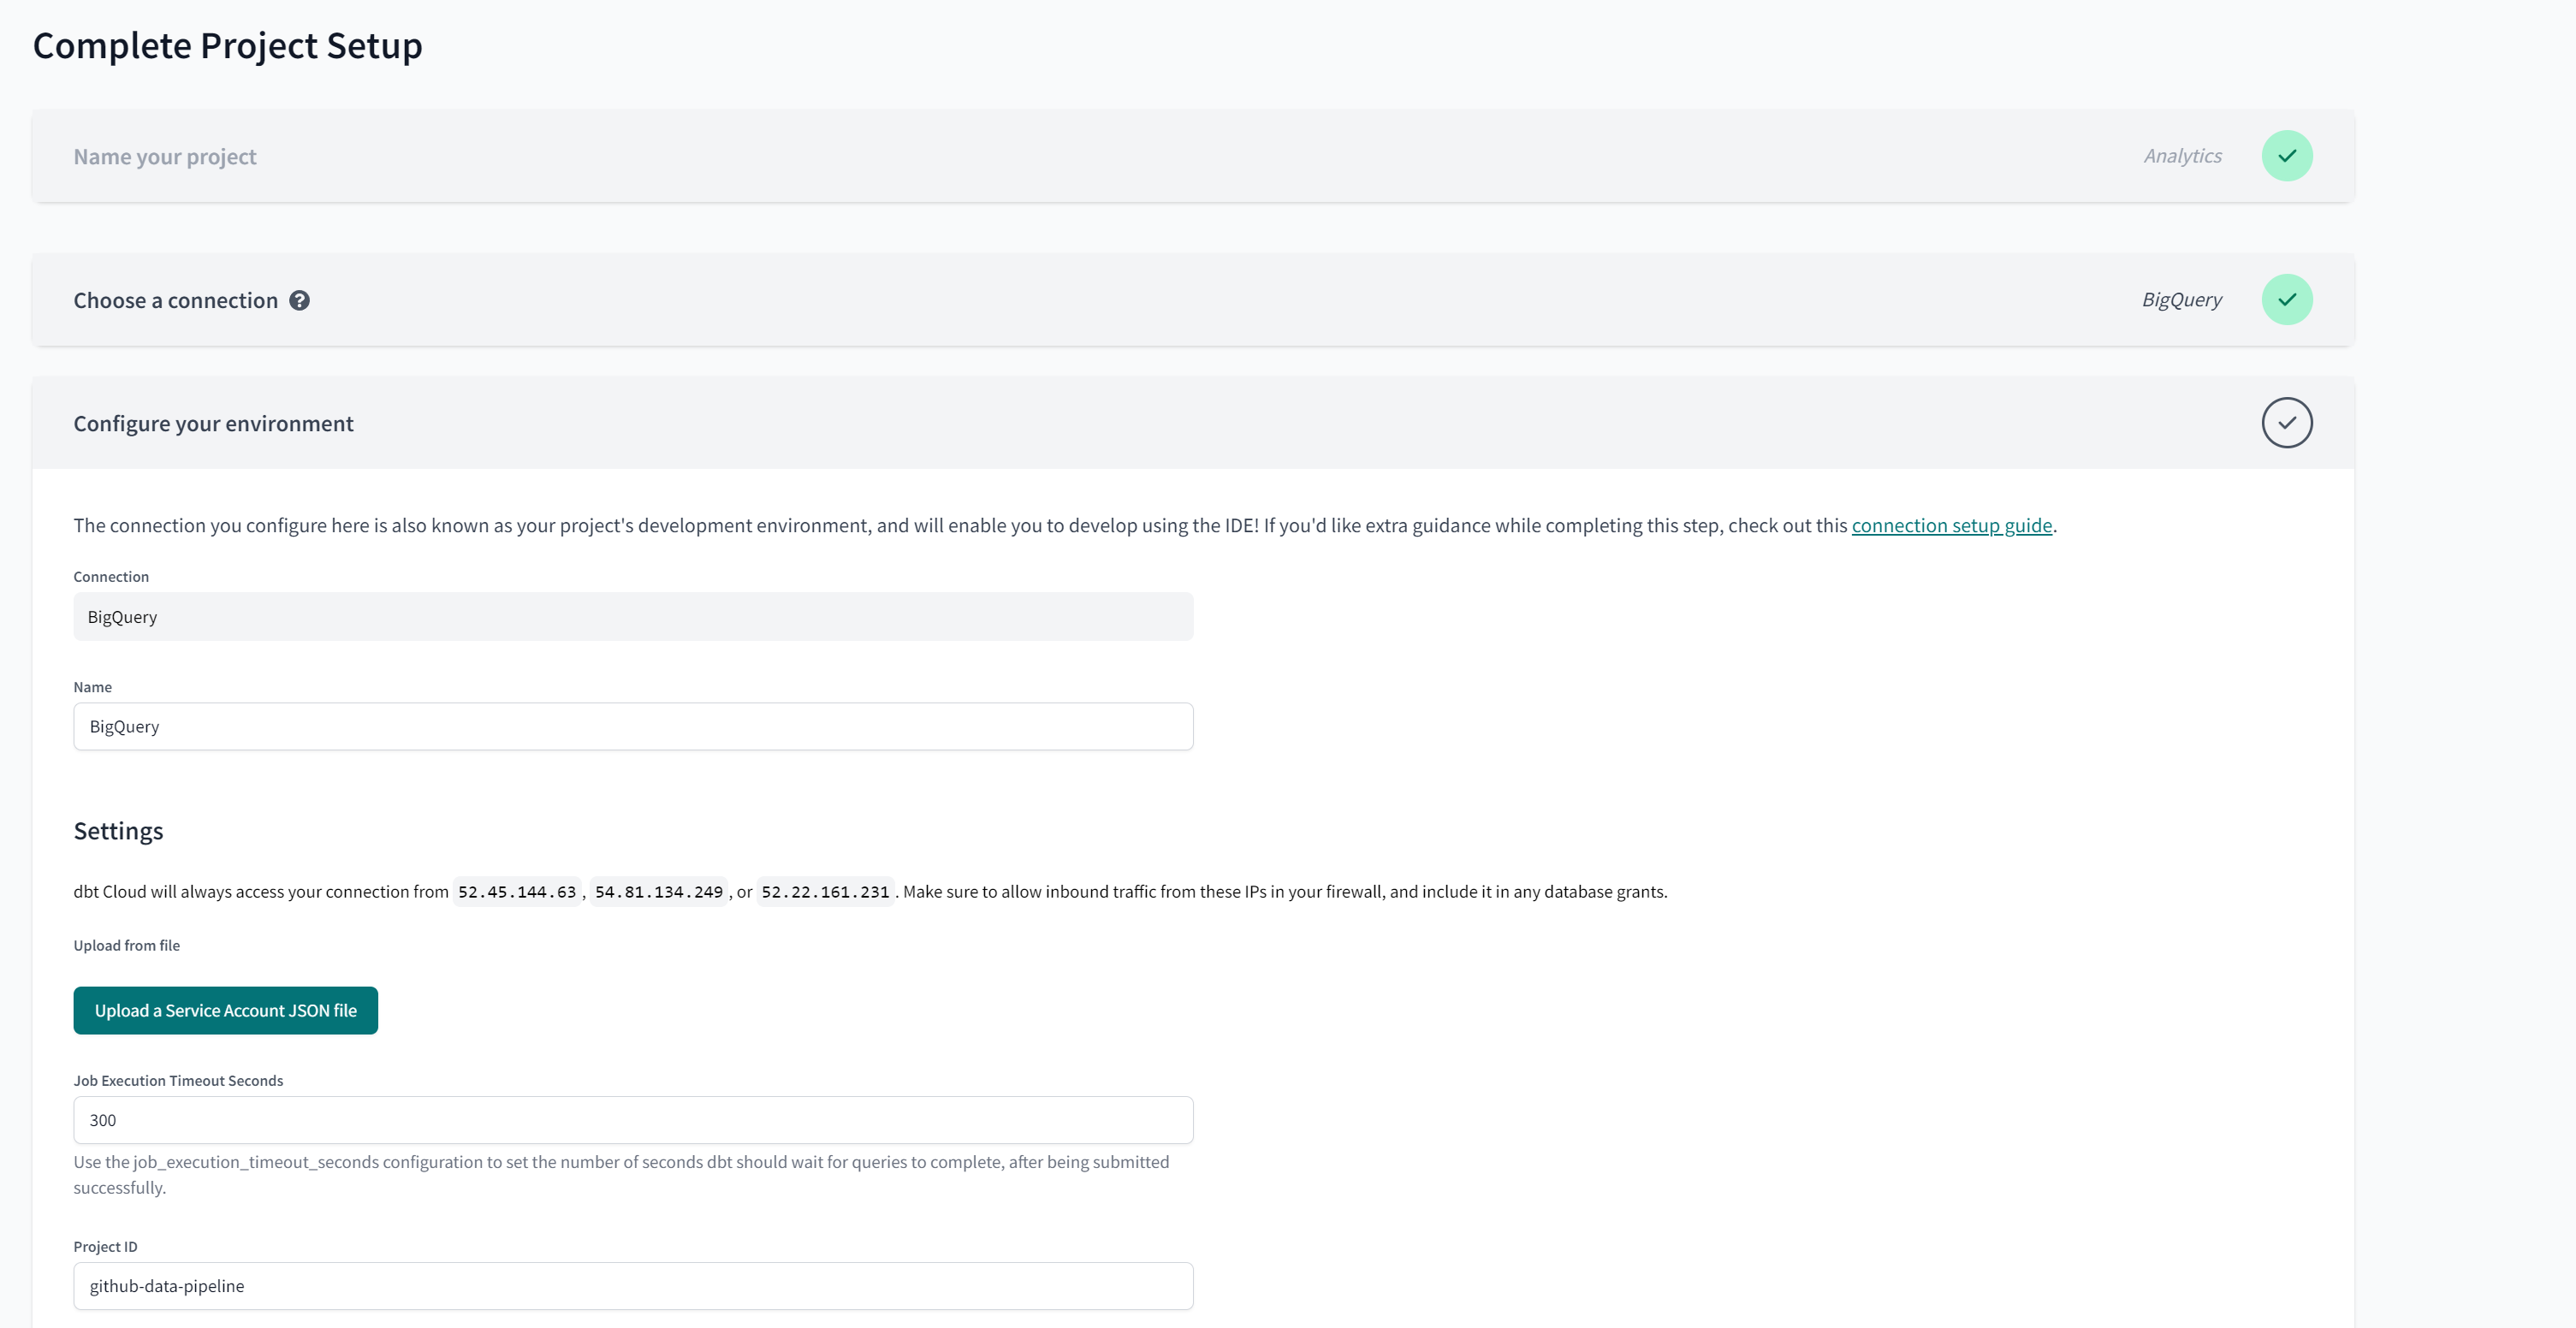 Complete Project Setup
Name your project
Analytics
Choose a connection ?
BigQuery
Configure your environment
The connection you configure here is also known as your project's development environment, and will enable you to develop using the IDE! If you'd like extra guidance while completing this step, check out this connection setup guide.
Connection
BigQuery
Name
BigQuery
Settings
dbt Cloud will always access your connection from 52.45.144.63, 54.81.134.249, or 52.22.161.231. Make sure to allow inbound traffic from these IPs in your firewall, and include it in any database grants.
Upload from file
Upload a Service Account JSON file
Job Execution Timeout Seconds
300
Use the job_execution_timeout_seconds configuration to set the number of seconds dbt should wait for queries to complete, after being submitted
successfully.
Project ID
github-data-pipeline